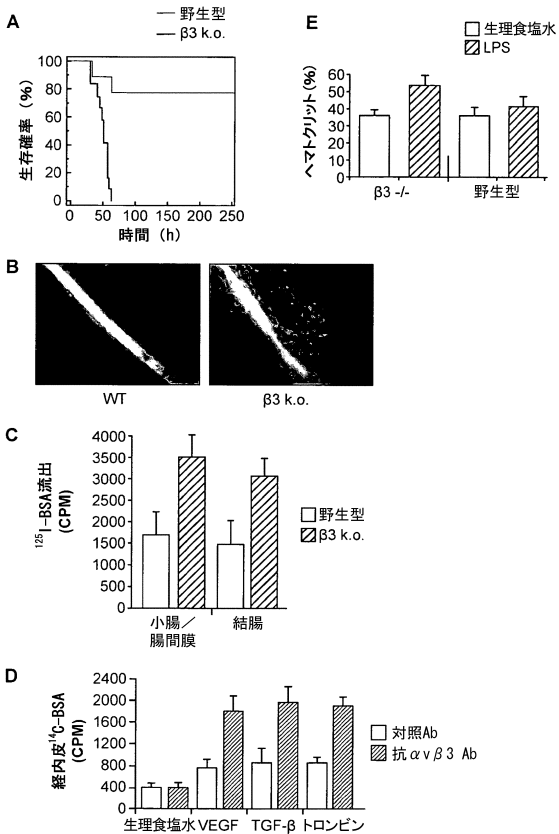 A
野生型
β3 k.o.
生存確率 (%)
100
80
60
40
20
0
0 50 100 150 200 250
時間 (h)
E
生理食塩水
LPS
ヘマトクリット(%)
60
50
40
30
20
10
0
β3 -/- 野生型
B
WT β3 k.o.
C
¹²⁵I-BSA流出
(CPM)
4000
3500
3000
2500
2000
1500
1000
500
0
小腸/
腸間膜
結腸
野生型
β3 k.o.
D
経内皮¹⁴C-BSA
(CPM)
2400
2000
1600
1200
800
400
0
生理食塩水 VEGF TGF-β トロンビン
対照Ab
抗αvβ3 Ab